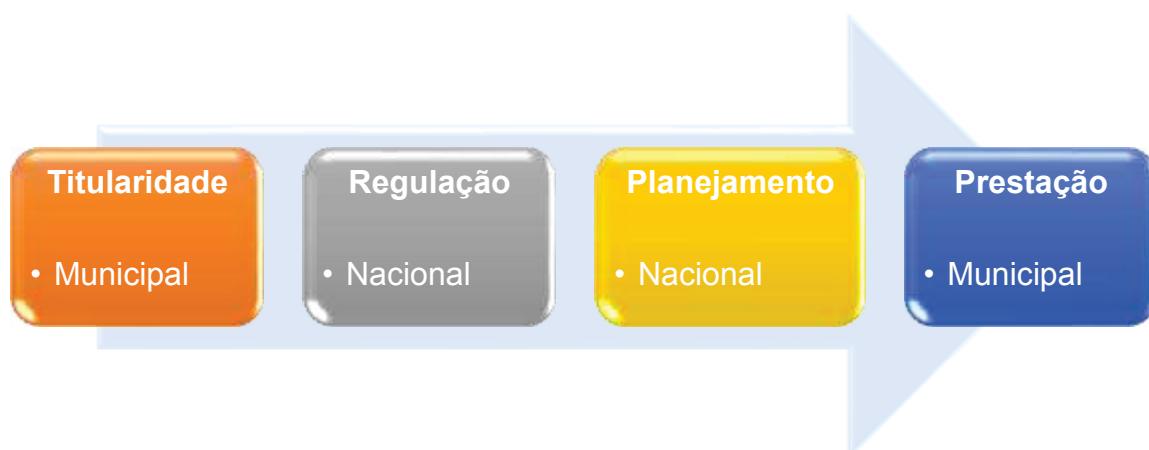 Titularidade
• Municipal
Regulação
• Nacional
Planejamento
• Nacional
Prestação
• Municipal